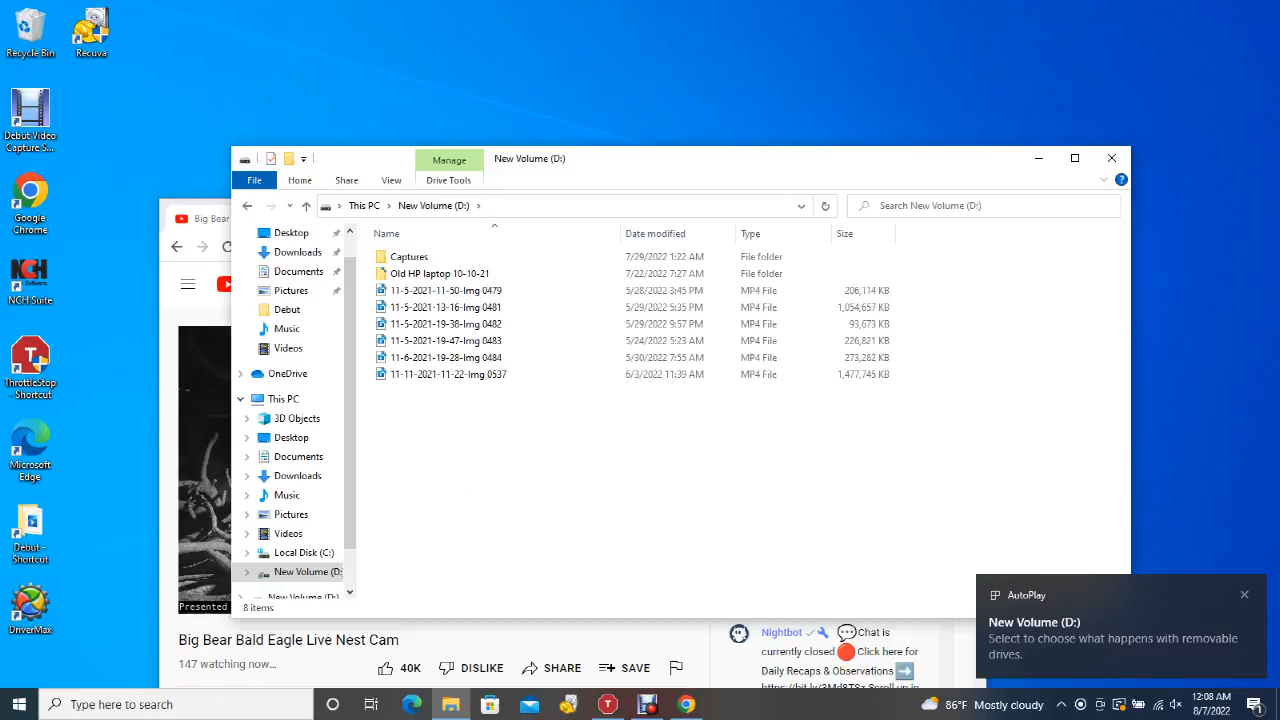 Recycle Bin
Recuva
Debut Video
Capture S...
Google
Chrome
NCH Software
NCH Suite
ThrottleStop
- Shortcut
Microsoft
Edge
Debut -
Shortcut
DriverMax
Manage
New Volume (D:)
File
Home
Share
View
Drive Tools
This PC
New Volume (D:)
Search New Volume (D:)
Name
Date modified
Type
Size
Captures 7/29/2022 1:22 AM File folder
Old HP laptop 10-10-21 7/22/2022 7:27 AM File folder
11-5-2021-11-50-Img 0479 5/28/2022 3:45 PM MP4 File 206,114 KB
11-5-2021-13-16-Img 0481 5/29/2022 5:35 PM MP4 File 1,054,657 KB
11-5-2021-19-38-Img 0482 5/29/2022 9:57 PM MP4 File 93,673 KB
11-5-2021-19-47-Img 0483 5/24/2022 5:23 AM MP4 File 226,821 KB
11-6-2021-19-28-Img 0484 5/30/2022 7:55 AM MP4 File 273,282 KB
11-11-2021-11-22-Img 0537 6/3/2022 11:39 AM MP4 File 1,477,745 KB
Desktop
Downloads
Documents
Pictures
Debut
Music
Videos
OneDrive
This PC
3D Objects
Desktop
Documents
Downloads
Music
Pictures
Videos
Local Disk (C:)
New Volume (D:
New Volume (D:)
8 items
Big Bear
Presented
Big Bear Bald Eagle Live Nest Cam
147 watching now...
40K
DISLIKE
SHARE
SAVE
Nightbot 💬Chat is
currently closed 🔴 Click here for
Daily Recaps & Observations ➡️
AutoPlay
New Volume (D:)
Select to choose what happens with removable
drives.
Type here to search
86°F Mostly cloudy
12:08 AM
8/7/2022
1